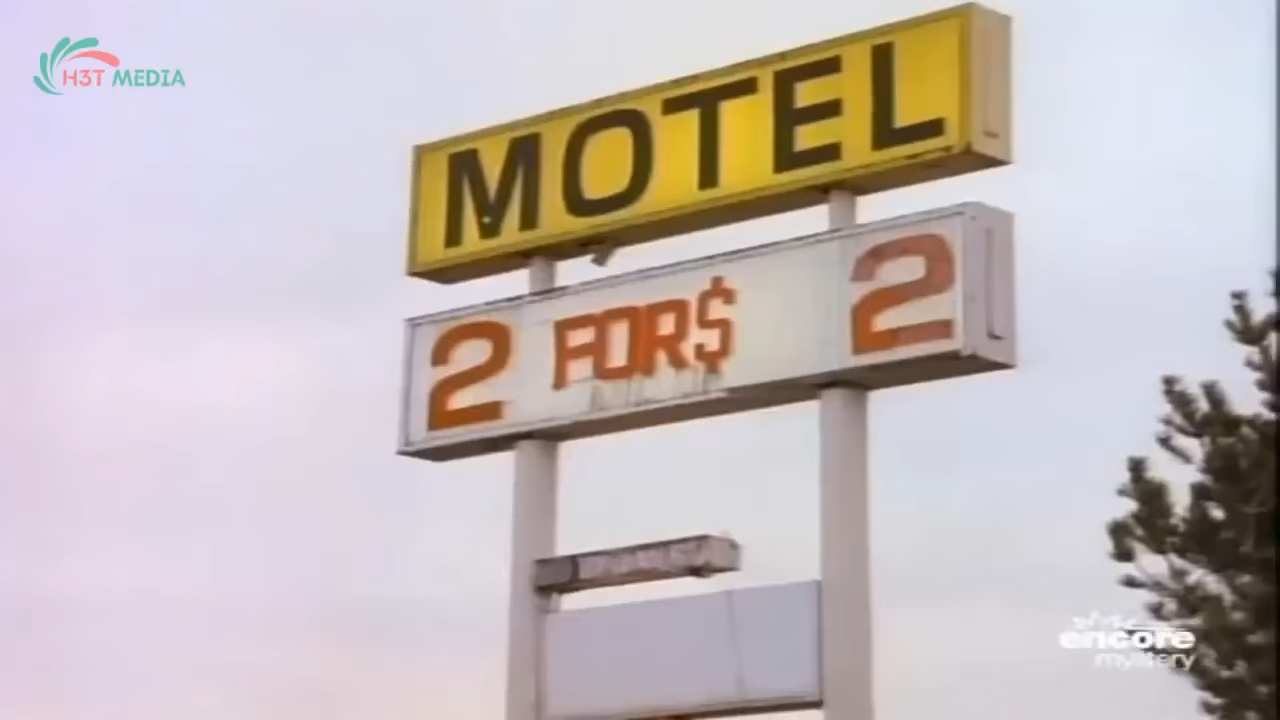 H3T MEDIA
MOTEL
2 FOR$ 2
encore
mystery